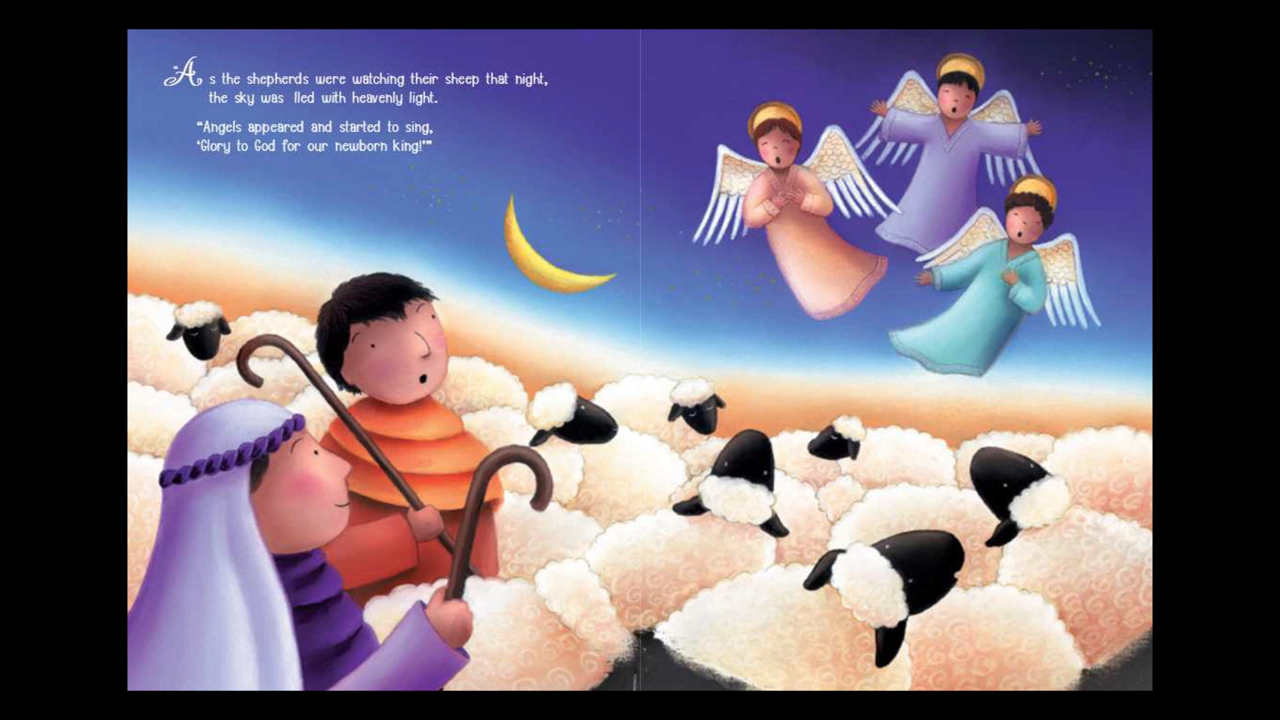 "As the shepherds were watching their sheep that night,
the sky was lled with heavenly light.
"Angels appeared and started to sing,
'Glory to God for our newborn king!'"